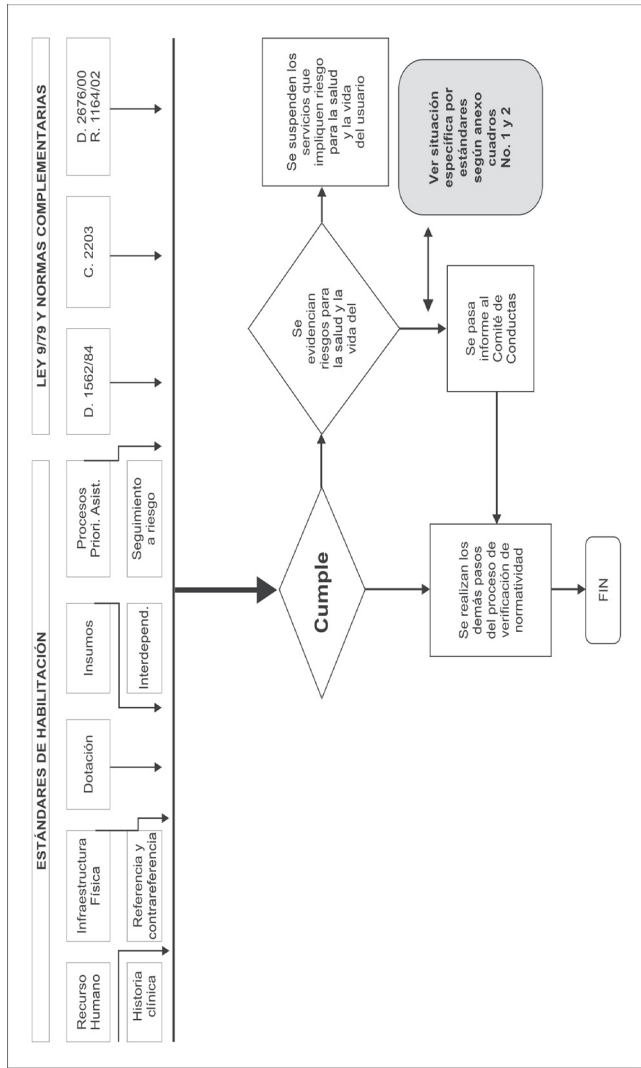 ESTÁNDARES DE HABILITACIÓN
LEY 9/79 Y NORMAS COMPLEMENTARIAS
Recurso
Humano
Infraestructura
Física
Dotación
Insumos
Procesos
Priori. Asist.
D. 1562/84
C. 2203
D. 2676/00
R. 1164/02
Historia
clínica
Referencia y
contrareferencia
Interdepend.
Seguimiento
a riesgo
Cumple
Se
evidencian
riesgos para
la salud y la
vida del
Se suspenden los
servicios que
impliquen riesgo
para la salud
y la vida
del usuario
Ver situación
específica por
estándares
según anexo
cuadros
No. 1 y 2
Se pasa
informe al
Comité de
Conductas
Se realizan los
demás pasos
del proceso de
verificación de
normatividad
FIN